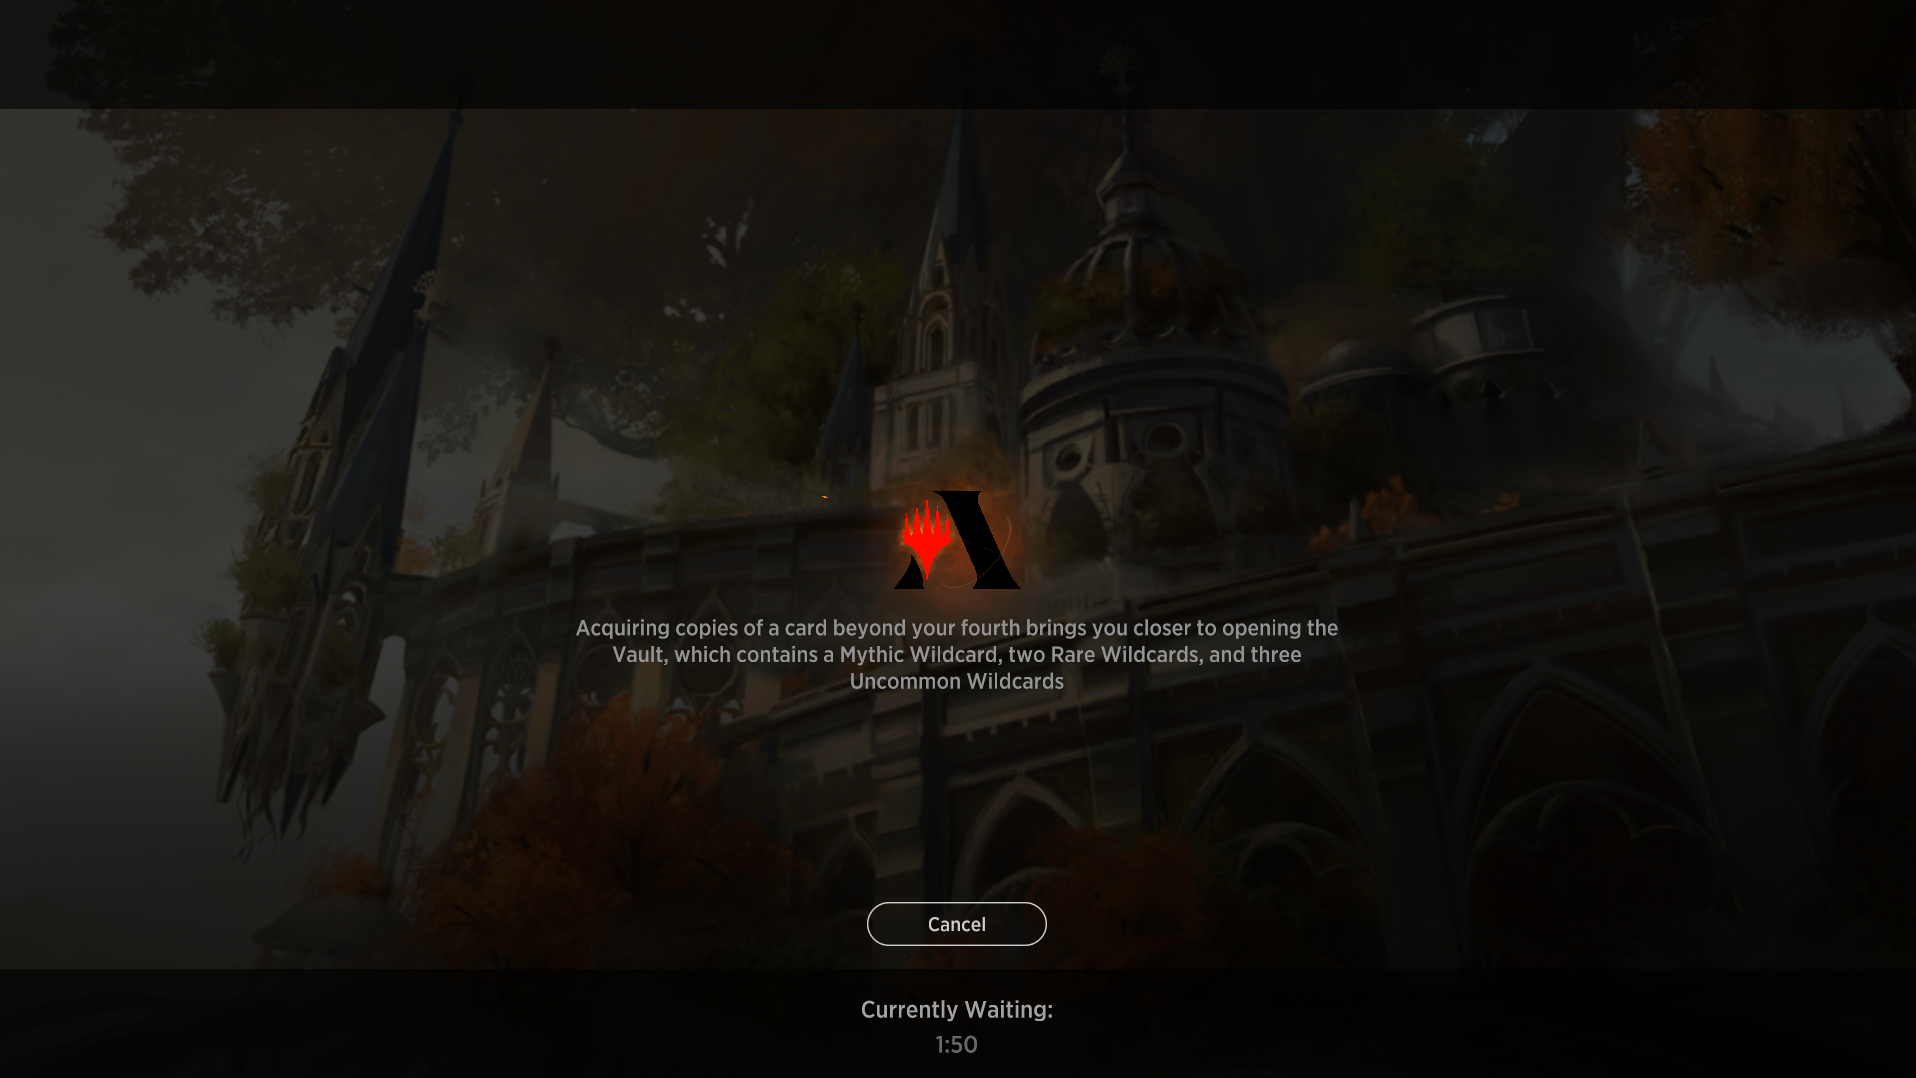 Acquiring copies of a card beyond your fourth brings you closer to opening the
Vault, which contains a Mythic Wildcard, two Rare Wildcards, and three
Uncommon Wildcards
Cancel
Currently Waiting:
1:50